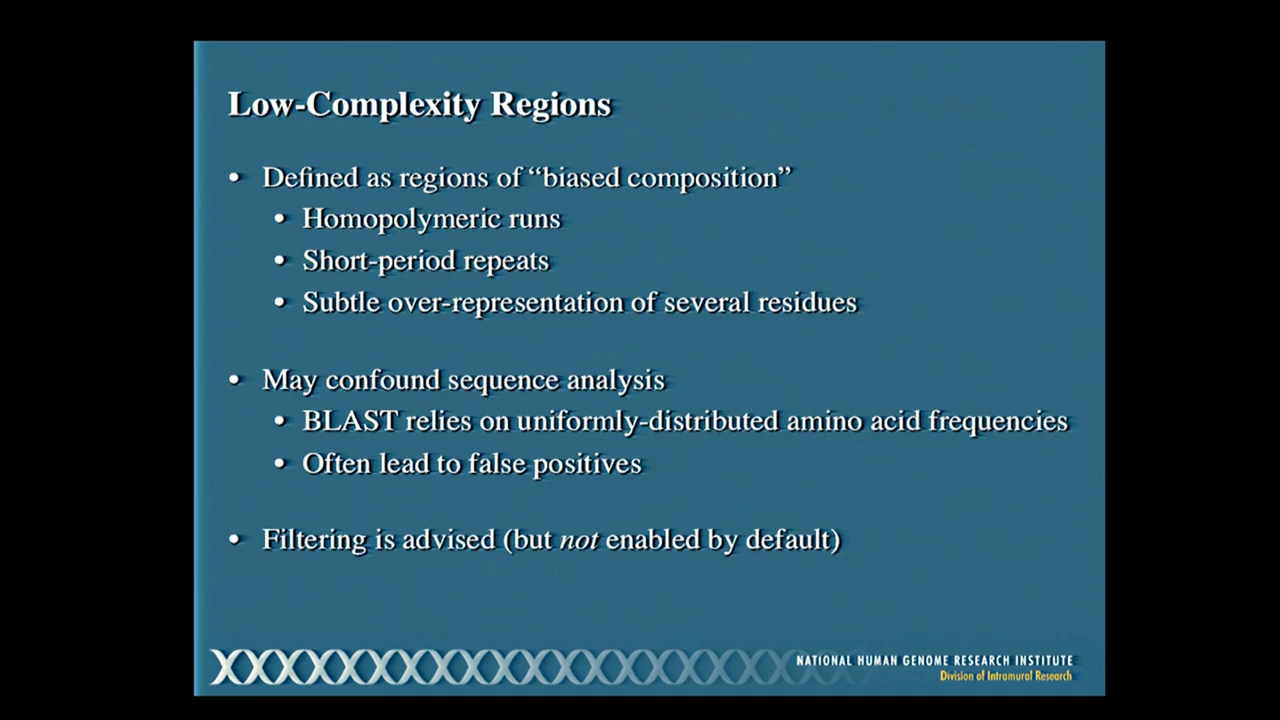 Low-Complexity Regions
• Defined as regions of “biased composition”
• Homopolymeric runs
• Short-period repeats
• Subtle over-representation of several residues
• May confound sequence analysis
• BLAST relies on uniformly-distributed amino acid frequencies
• Often lead to false positives
• Filtering is advised (but not enabled by default)
NATIONAL HUMAN GENOME RESEARCH INSTITUTE
Division of Intramural Research